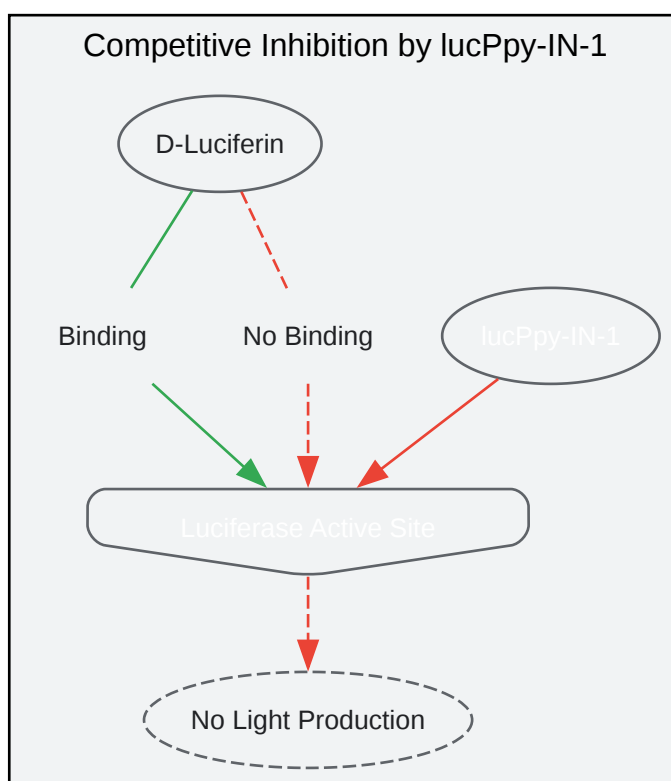 Competitive Inhibition by lucPpy-IN-1
D-Luciferin
Binding
No Binding
lucPpy-IN-1
Luciferase Active Site
No Light Production